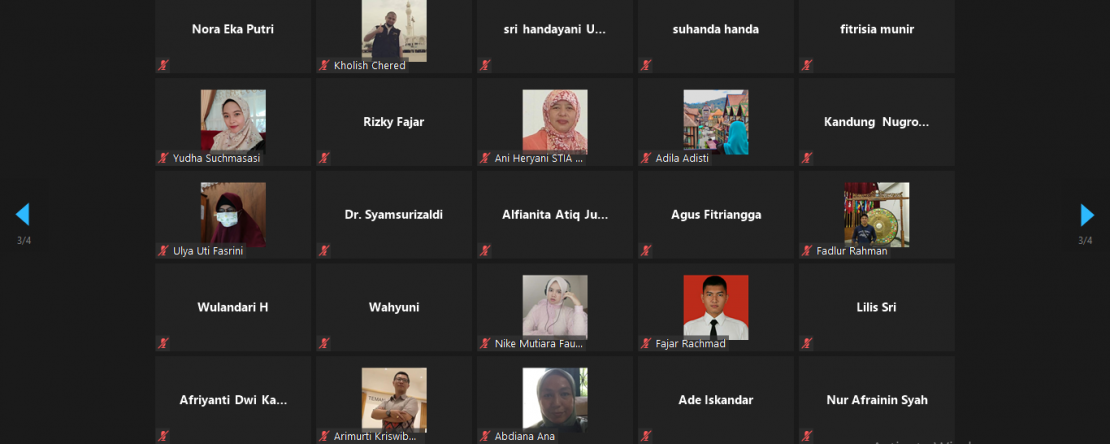 Nora Eka Putri
Kholish Chered
sri handayani U...
suhanda handa
fitrisia munir
Yudha Suchmasasi
Rizky Fajar
Ani Heryani STIA ...
Adila Adisti
Kandung Nugro...
3/4
Ulya Uti Fasrini
Dr. Syamsurizaldi
Alfianita Atiq Ju...
Agus Fitriangga
Fadlur Rahman
3/4
Wulandari H
Wahyuni
Nike Mutiara Fau...
Fajar Rachmad
Lilis Sri
Afriyanti Dwi Ka...
Arimurti Kriswib...
Abdiana Ana
Ade Iskandar
Nur Afrainin Syah